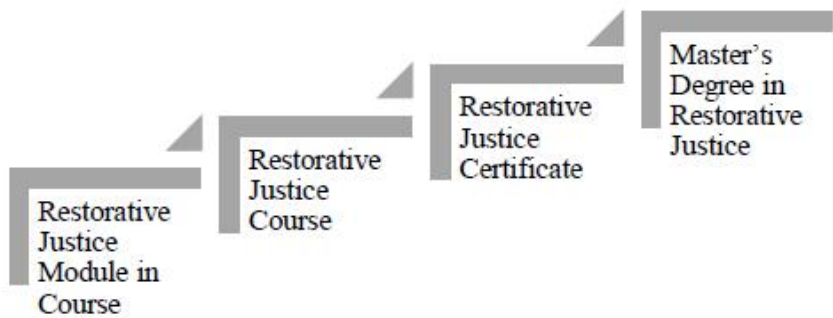 Restorative
Justice
Module in
Course
Restorative
Justice
Course
Restorative
Justice
Certificate
Master’s
Degree in
Restorative
Justice